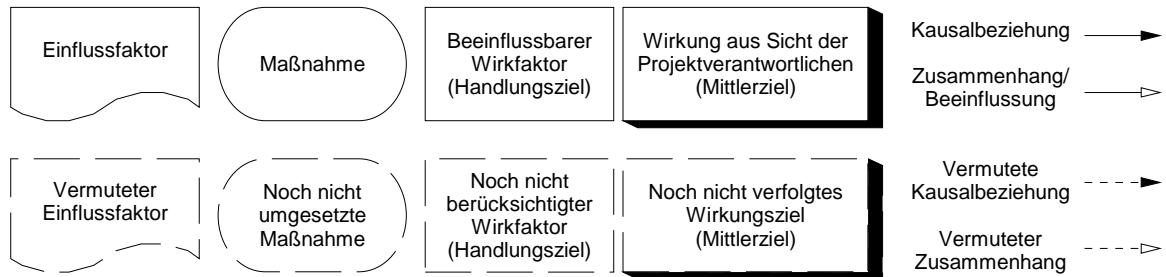 Einflussfaktor
Maßnahme
Beeinflussbarer
Wirkfaktor
(Handlungsziel)
Wirkung aus Sicht der
Projektverantwortlichen
(Mittlerziel)
Kausalbeziehung
Zusammenhang/
Beeinflussung
Vermuteter
Einflussfaktor
Noch nicht
umgesetzte
Maßnahme
Noch nicht
berücksichtigter
Wirkfaktor
(Handlungsziel)
Noch nicht verfolgtes
Wirkungsziel
(Mittlerziel)
Vermutete
Kausalbeziehung
Vermuteter
Zusammenhang